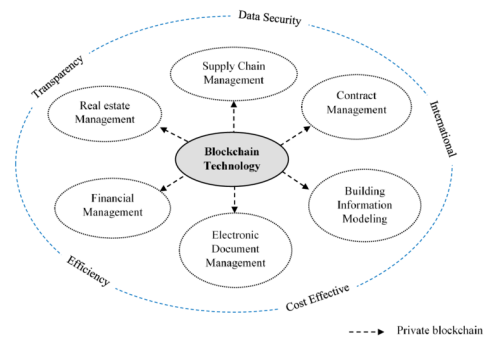 Data Security
Transparency
Supply Chain
Management
Real estate
Management
Contract
Management
International
Blockchain
Technology
Financial
Management
Building
Information
Modeling
Electronic
Document
Management
Efficiency
Cost Effective
Private blockchain